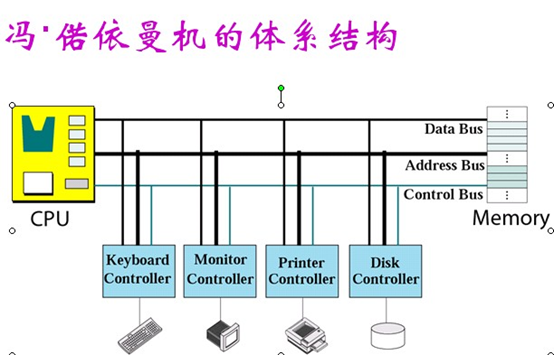 冯·偌依曼机的体系结构
Data Bus
Address Bus
Control Bus
CPU
Memory
Keyboard
Controller
Monitor
Controller
Printer
Controller
Disk
Controller